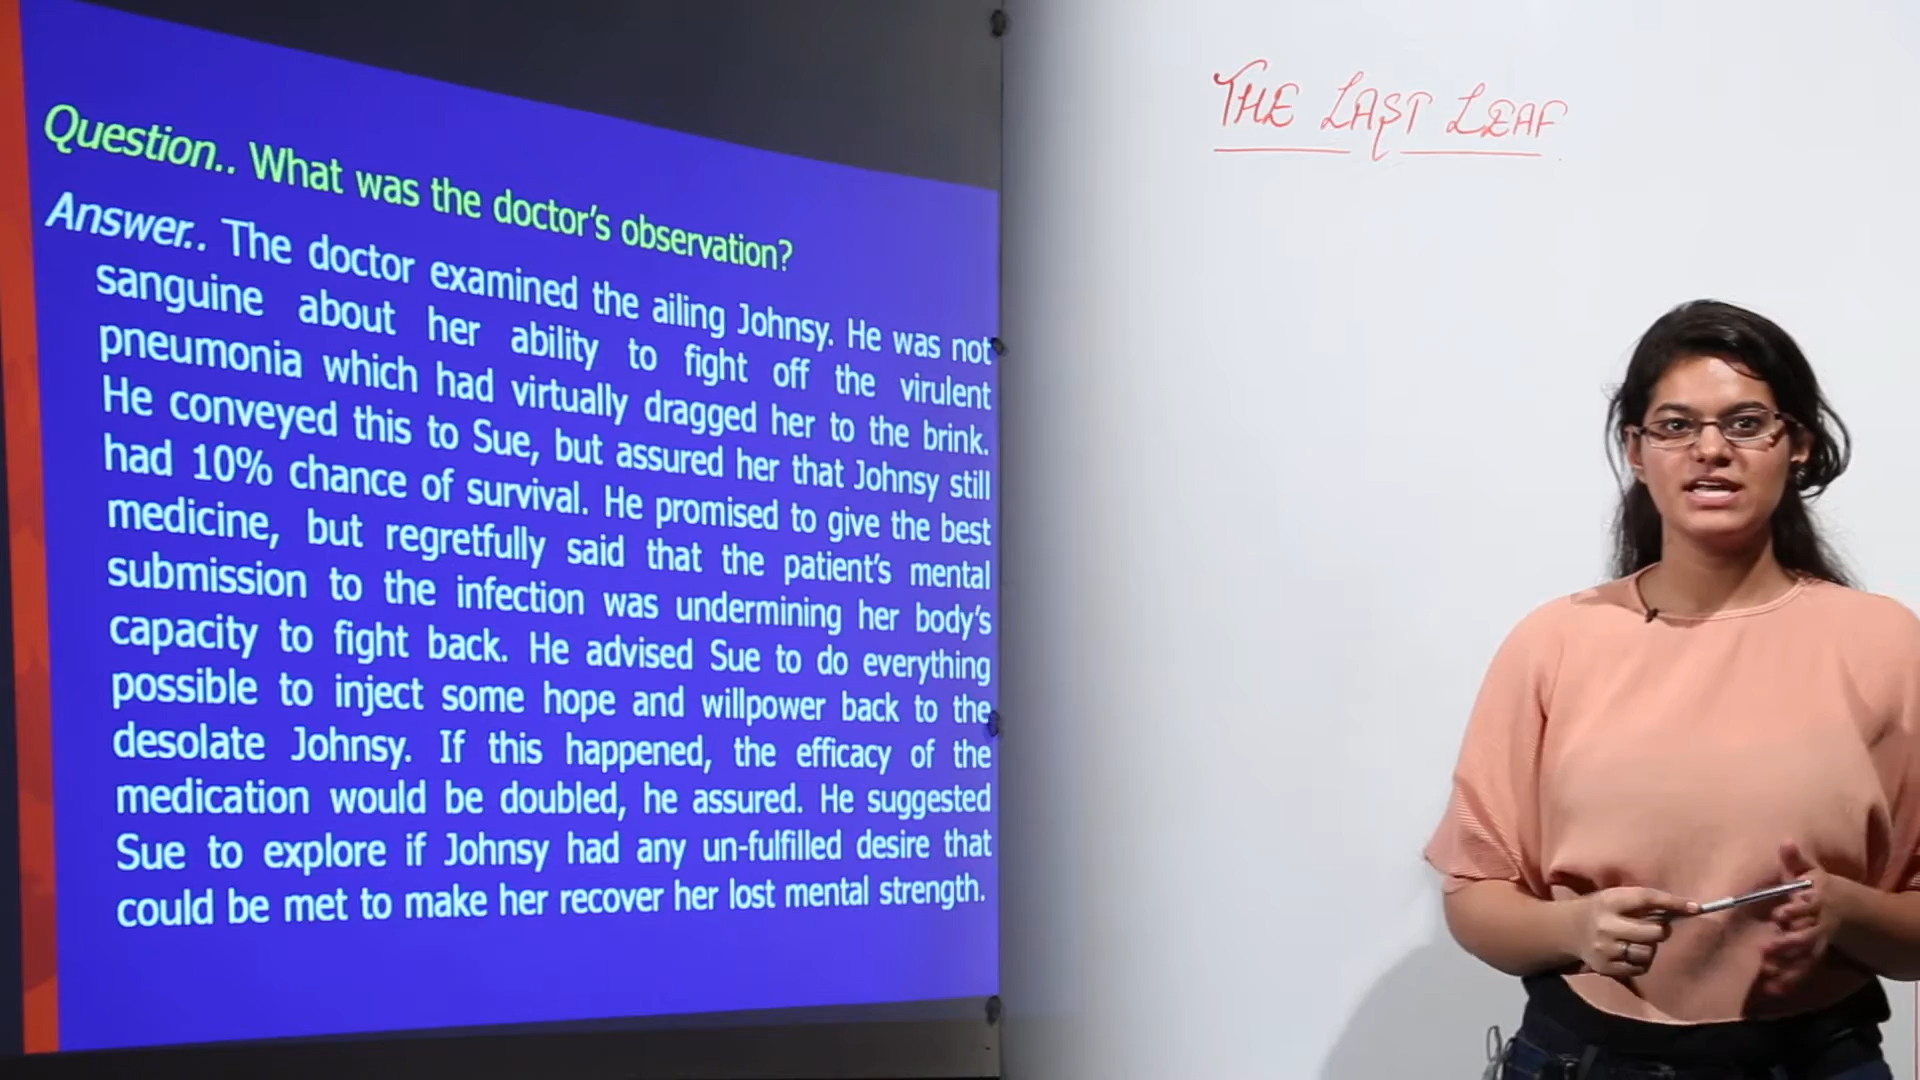 Question.. What was the doctor's observation?
Answer.. The doctor examined the ailing Johnsy. He was not
sanguine about her ability to fight off the virulent
pneumonia which had virtually dragged her to the brink.
He conveyed this to Sue, but assured her that Johnsy still
had 10% chance of survival. He promised to give the best
medicine, but regretfully said that the patient's mental
submission to the infection was undermining her body's
capacity to fight back. He advised Sue to do everything
possible to inject some hope and willpower back to the
desolate Johnsy. If this happened, the efficacy of the
medication would be doubled, he assured. He suggested
Sue to explore if Johnsy had any un-fulfilled desire that
could be met to make her recover her lost mental strength.
THE LAST LEAF